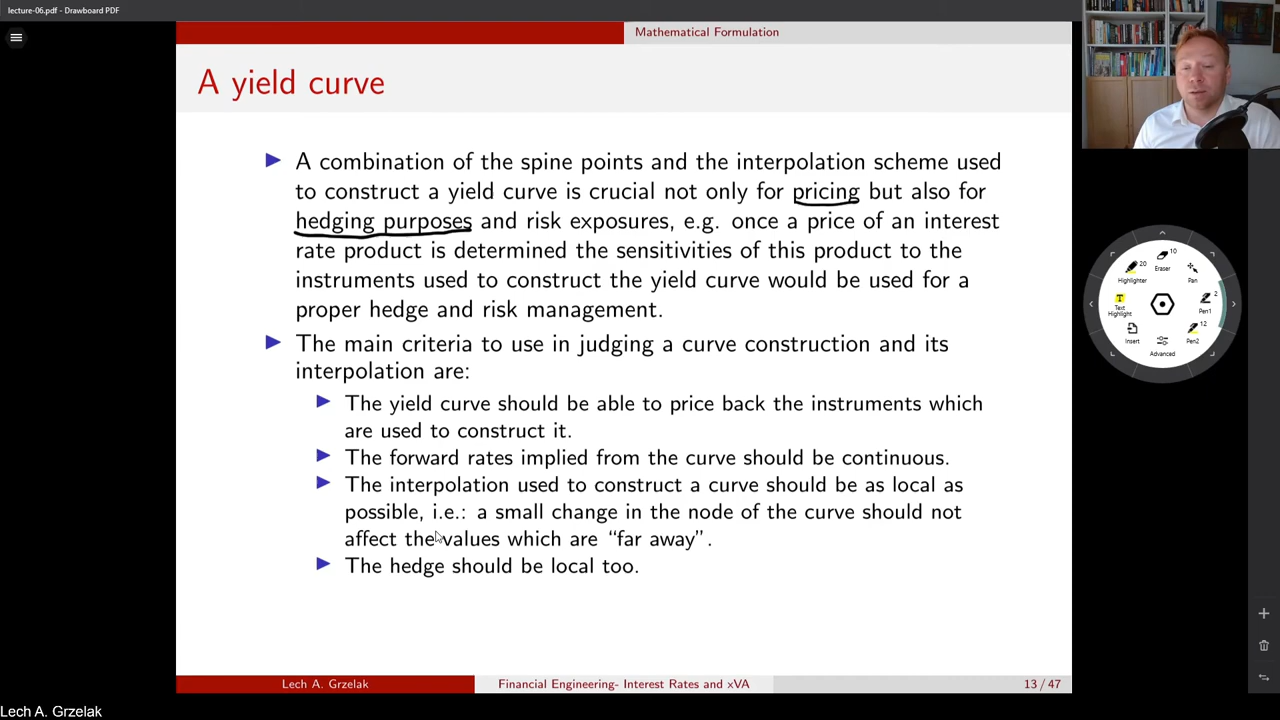 lecture-06.pdf - Drawboard PDF
Mathematical Formulation
A yield curve
A combination of the spine points and the interpolation scheme used
to construct a yield curve is crucial not only for pricing but also for
hedging purposes and risk exposures, e.g. once a price of an interest
rate product is determined the sensitivities of this product to the
instruments used to construct the yield curve would be used for a
proper hedge and risk management.
The main criteria to use in judging a curve construction and its
interpolation are:
The yield curve should be able to price back the instruments which
are used to construct it.
The forward rates implied from the curve should be continuous.
The interpolation used to construct a curve should be as local as
possible, i.e.: a small change in the node of the curve should not
affect the values which are “far away”.
The hedge should be local too.
Lech A. Grzelak
Financial Engineering- Interest Rates and xVA
13 / 47
10
Eraser
20
Highlighter
Pan
T
Text
Highlight
2
Pen1
Insert
12
Pen2
Advanced
Lech A. Grzelak